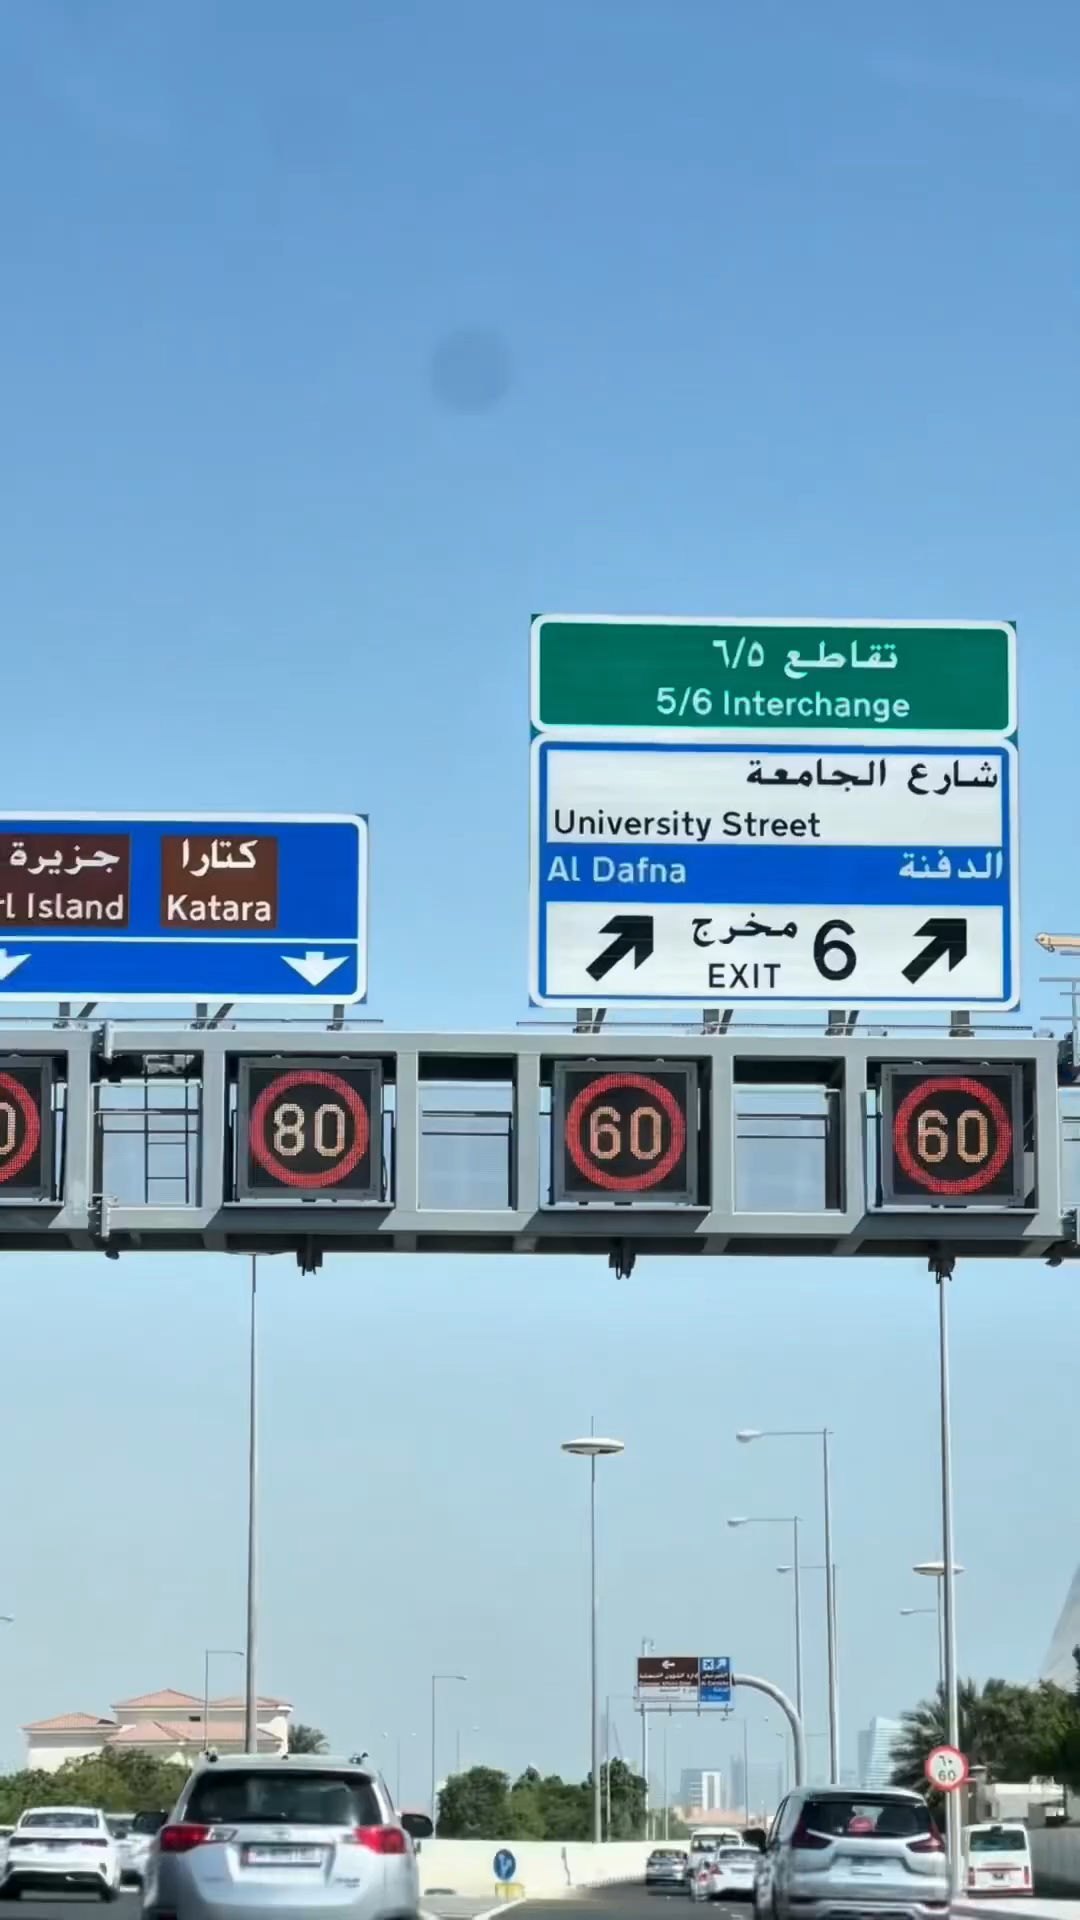 تقاطع ٦/٥
5/6 Interchange
شارع الجامعة
University Street
Al Dafna الدفنة
مخرج 6
EXIT
جزيرة كتارا
Island Katara
80 60 60
٦٠
60